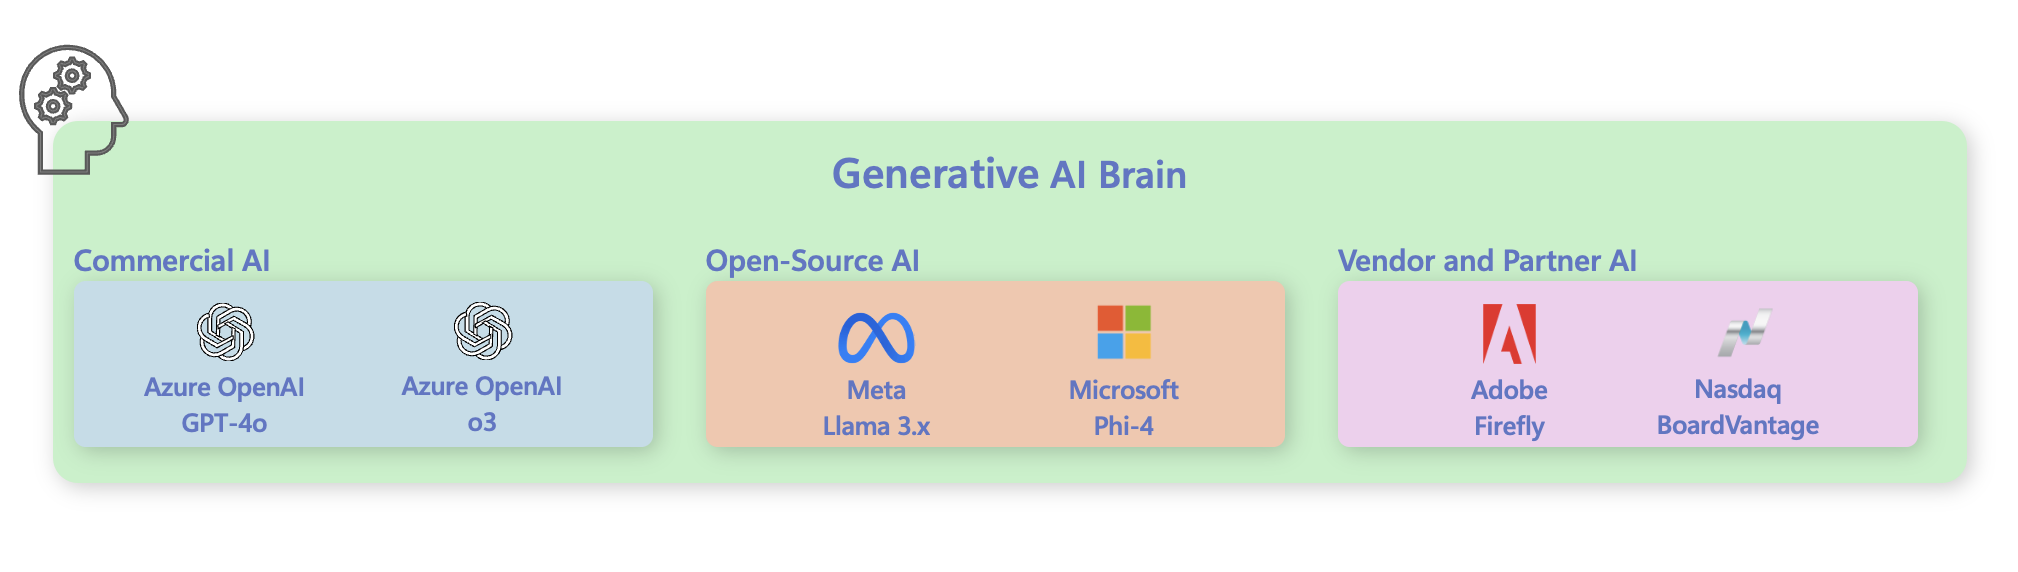 Generative AI Brain
Commercial AI
Azure OpenAI
GPT-4o
Azure OpenAI
o3
Open-Source AI
Meta
Llama 3.x
Microsoft
Phi-4
Vendor and Partner AI
Adobe
Firefly
Nasdaq
BoardVantage